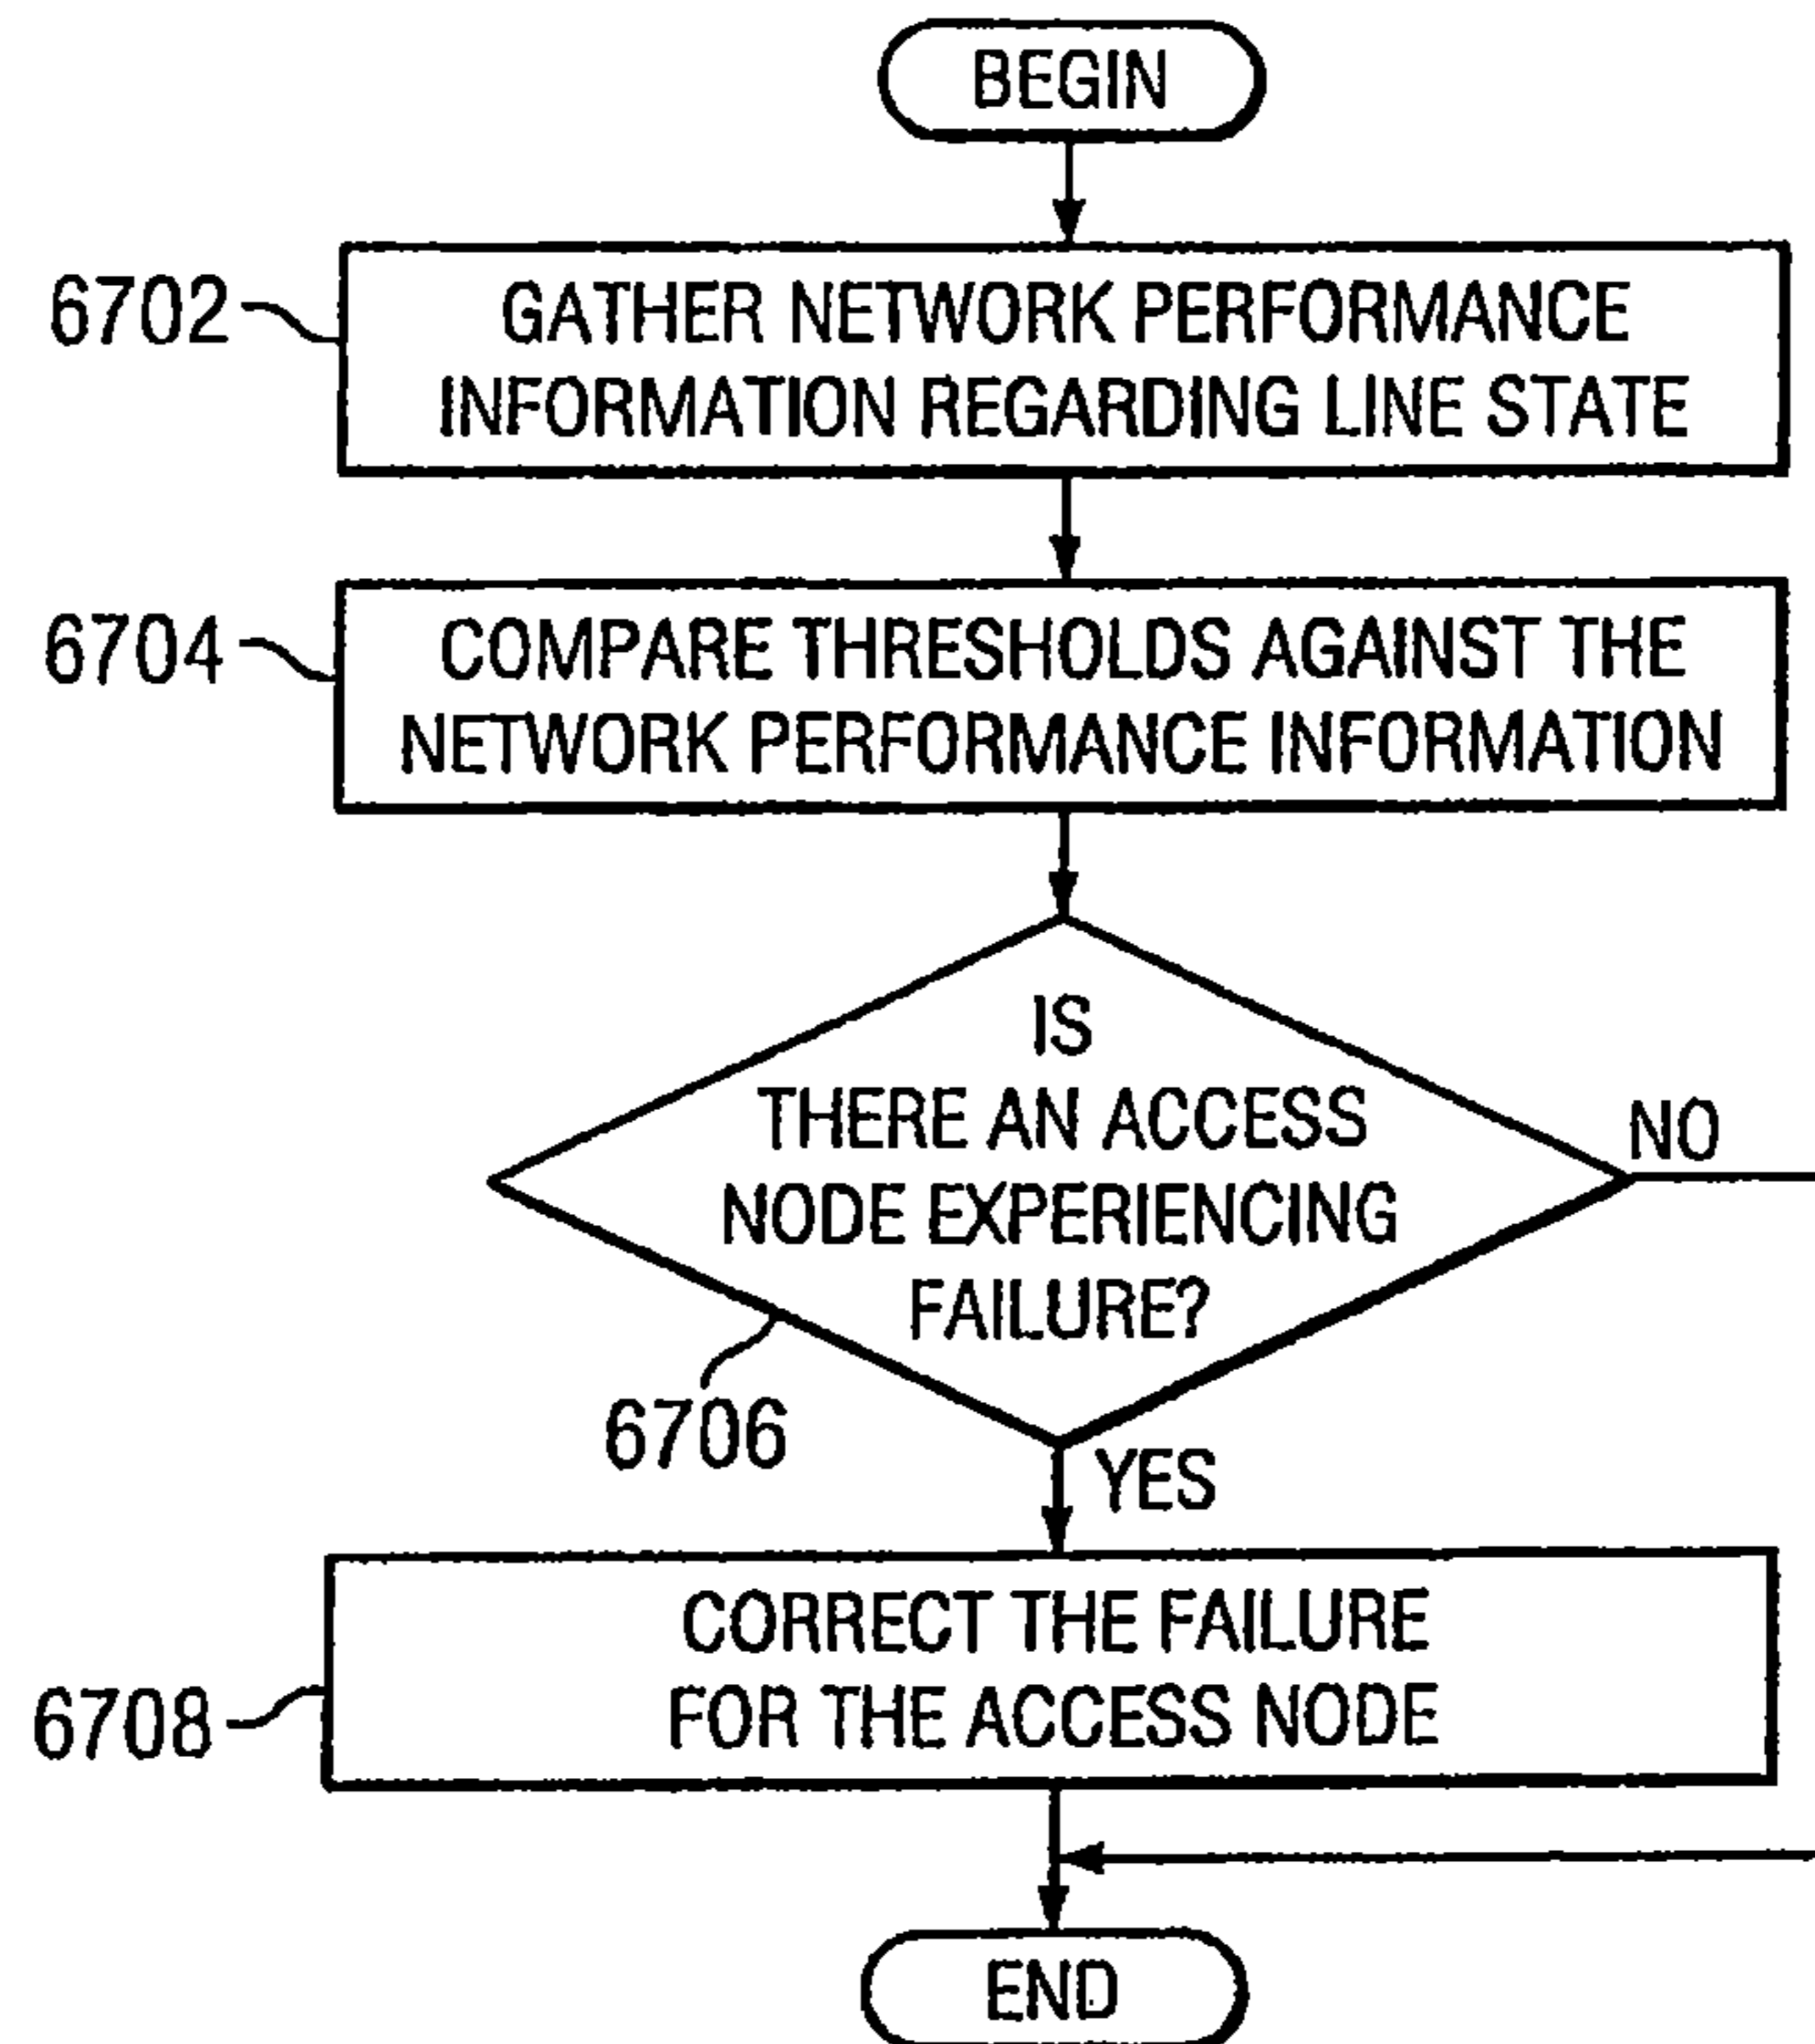 BEGIN
6702
GATHER NETWORK PERFORMANCE
INFORMATION REGARDING LINE STATE
6704
COMPARE THRESHOLDS AGAINST THE
NETWORK PERFORMANCE INFORMATION
IS
THERE AN ACCESS
NODE EXPERIENCING
FAILURE?
NO
6706
YES
CORRECT THE FAILURE
FOR THE ACCESS NODE
6708
END